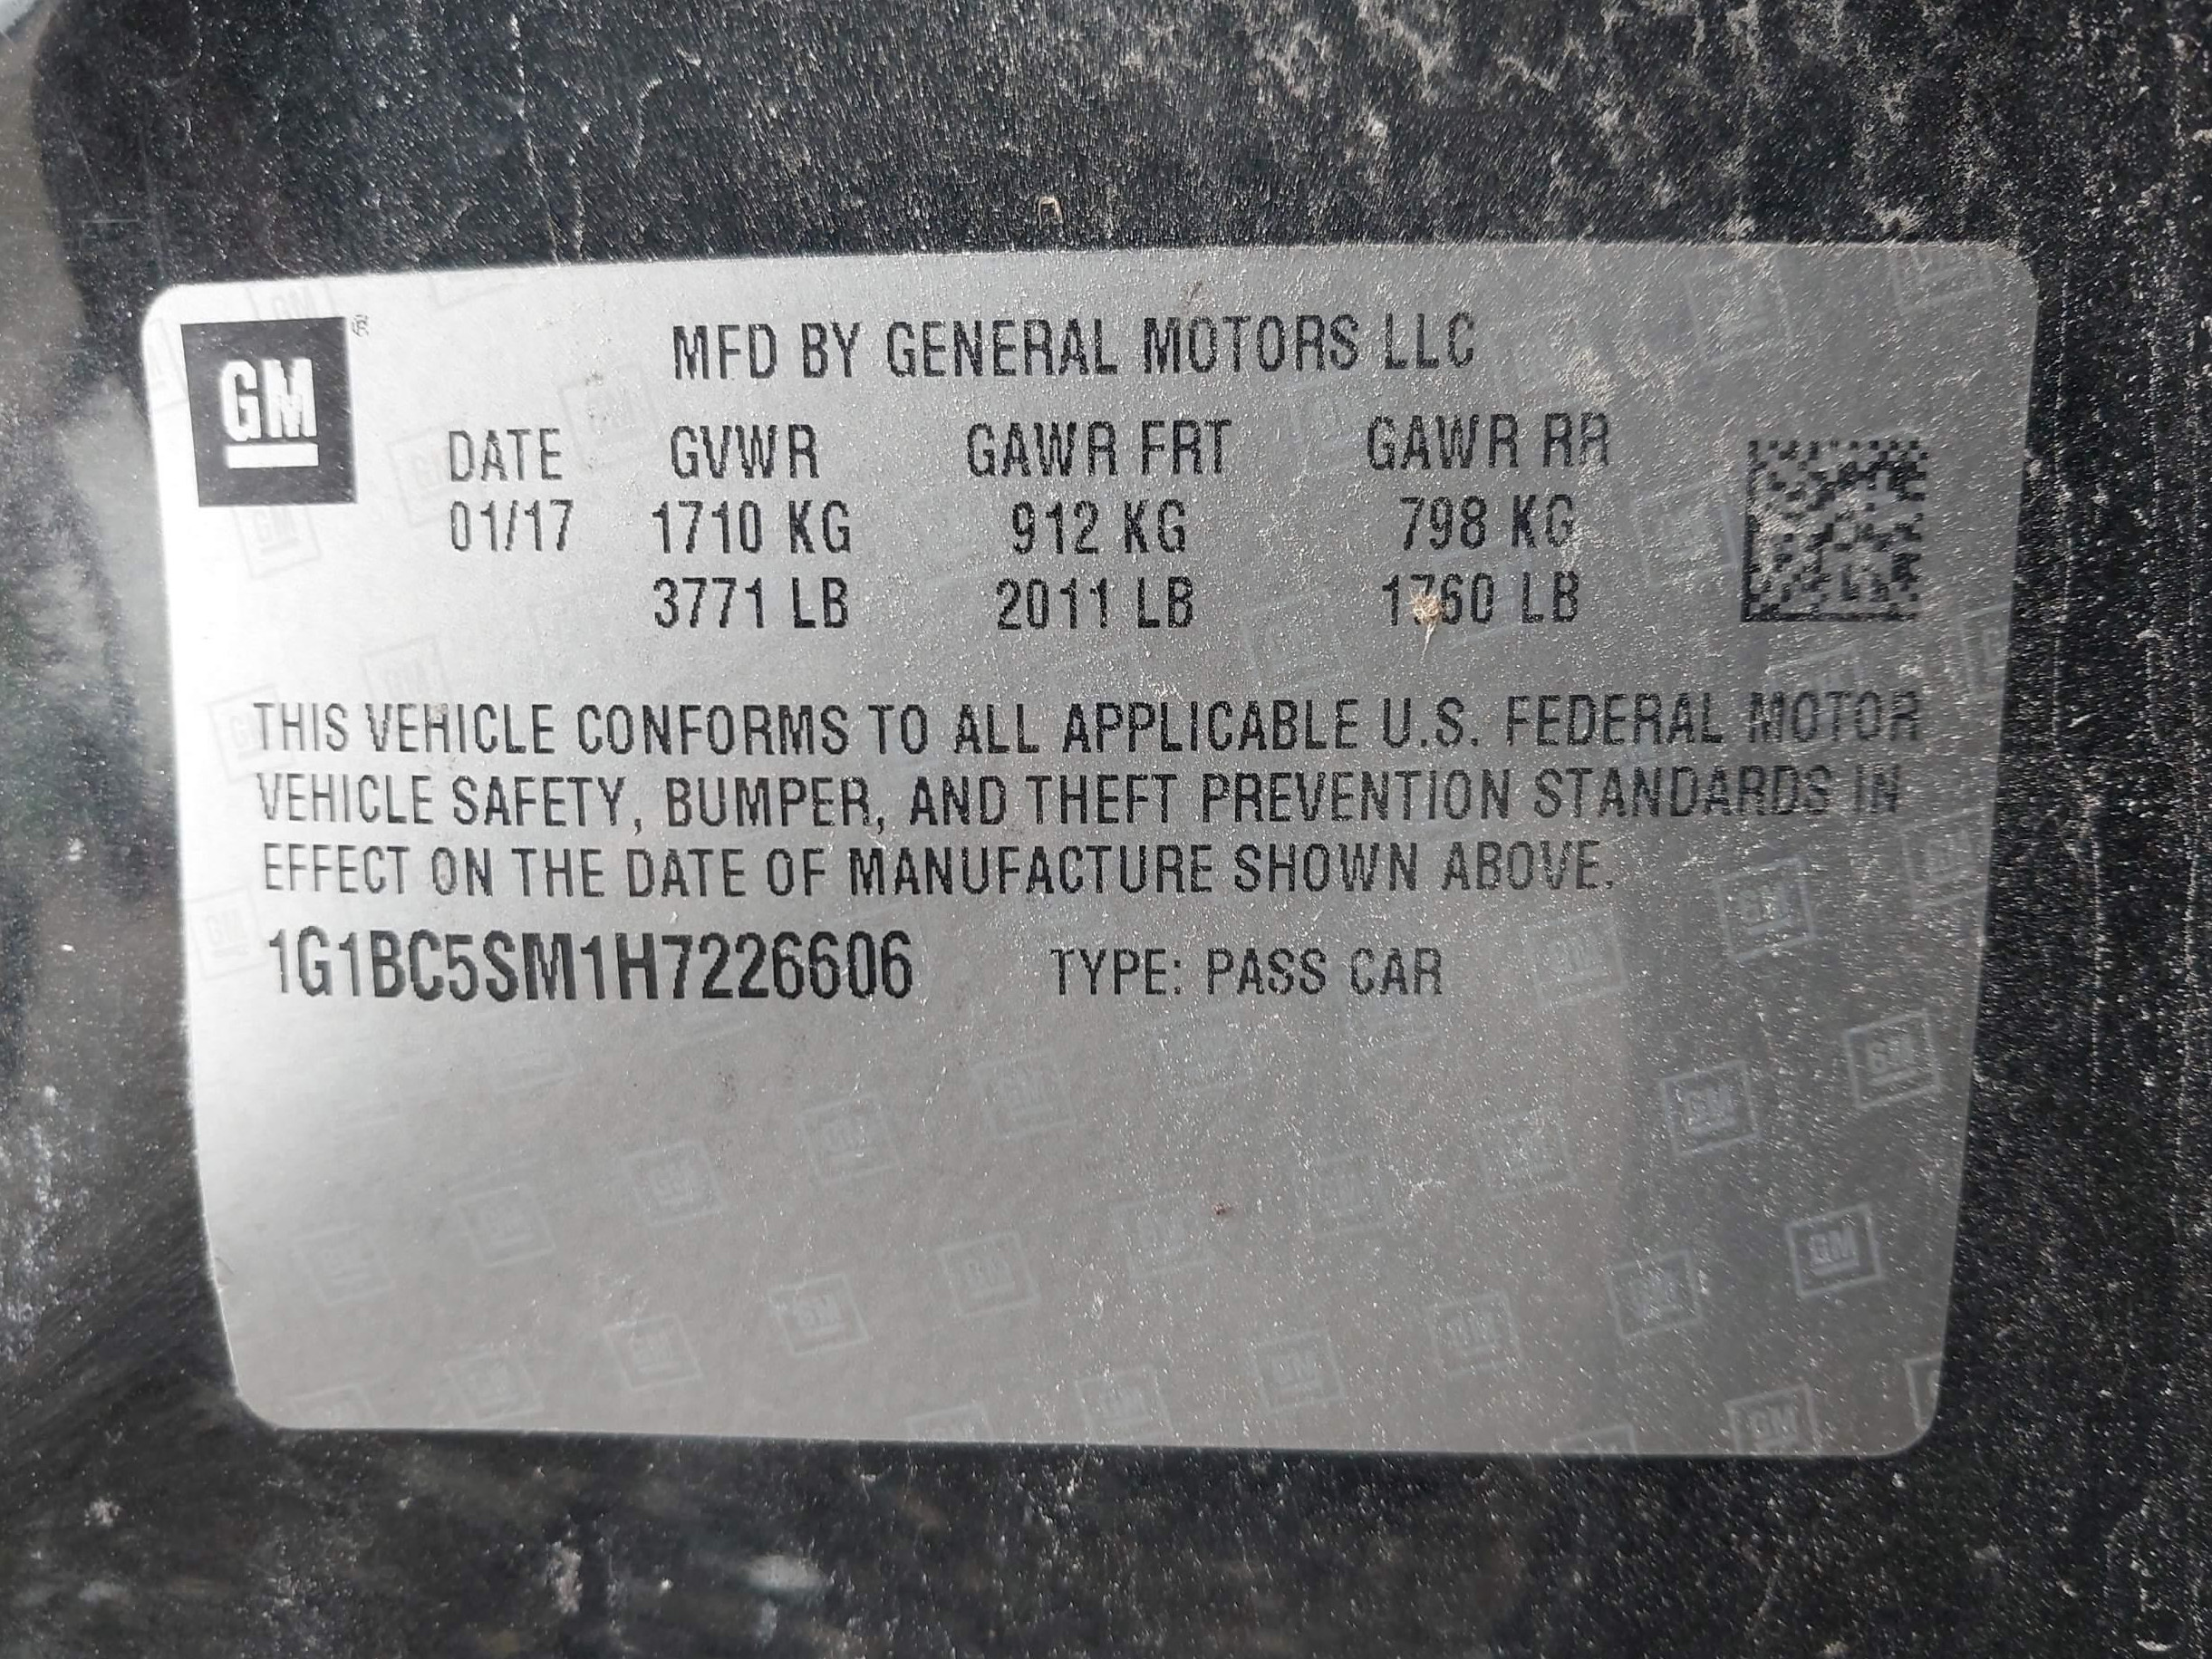 GM ®
MFD BY GENERAL MOTORS LLC
DATE GVWR GAWR FRT GAWR RR
01/17 1710 KG 912 KG 798 KG
3771 LB 2011 LB 1760 LB
THIS VEHICLE CONFORMS TO ALL APPLICABLE U.S. FEDERAL MOTOR
VEHICLE SAFETY, BUMPER, AND THEFT PREVENTION STANDARDS IN
EFFECT ON THE DATE OF MANUFACTURE SHOWN ABOVE.
1G1BC5SM1H7226606 TYPE: PASS CAR